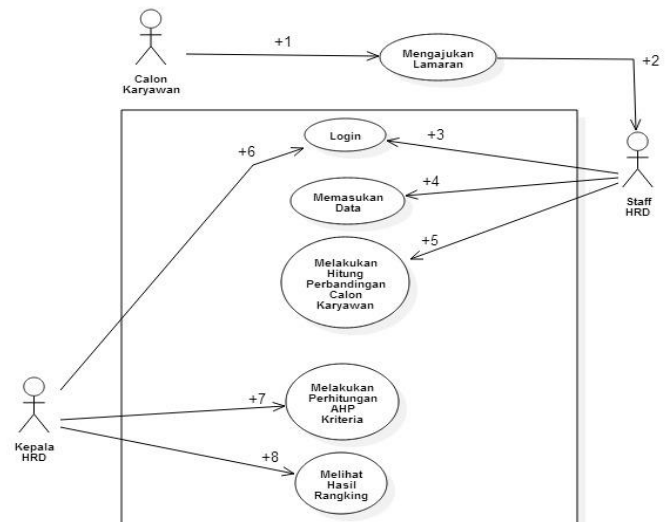 +1
Mengajukan
Lamaran
+2
Calon
Karyawan
Login
+3
+6
+4
Memasukan
Data
Staff
HRD
+5
Melakukan
Hitung
Perbandingan
Calon
Karyawan
Melakukan
Perhitungan
AHP
Kriteria
+7
Kepala
HRD
+8
Melihat
Hasil
Rangking